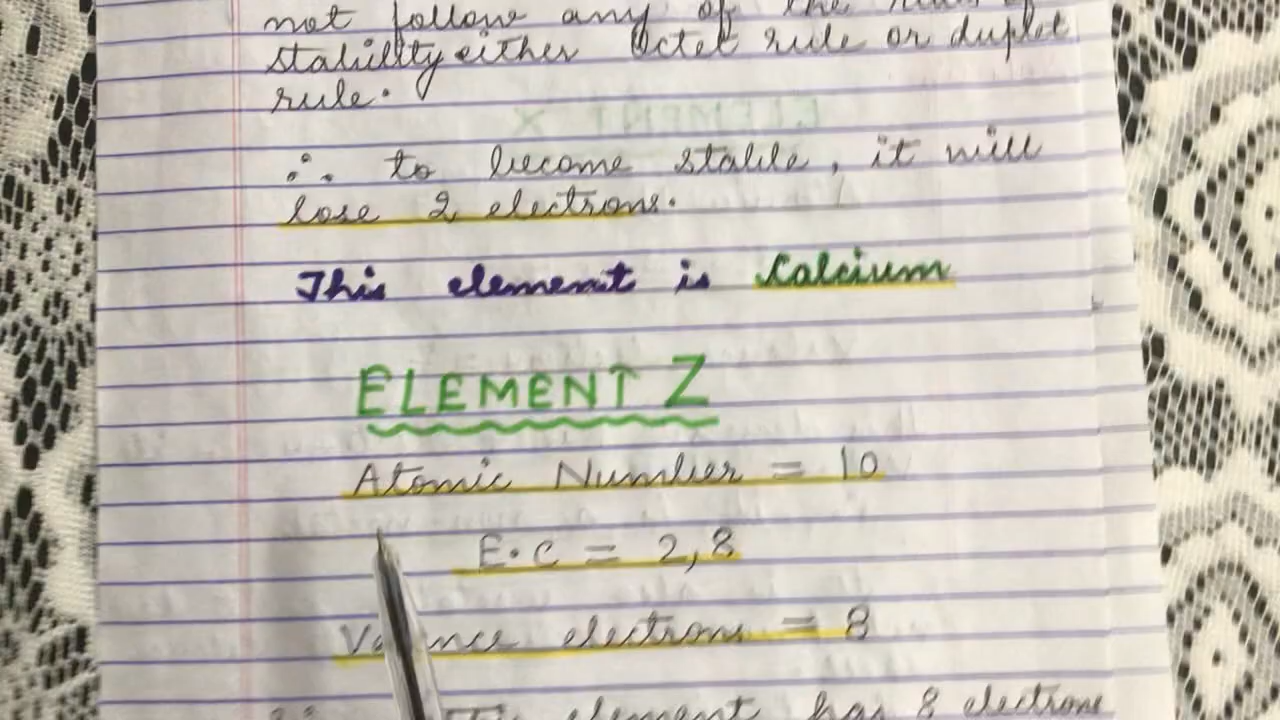 not follow any of the rules of
stability either Octet rule or duplet
rule.
∴ to become stable, it will
lose 2 electrons.
This element is Calcium
ELEMENT Z
Atomic Number = 10
E.C = 2,8
electrons = 8
element has 8 electrons